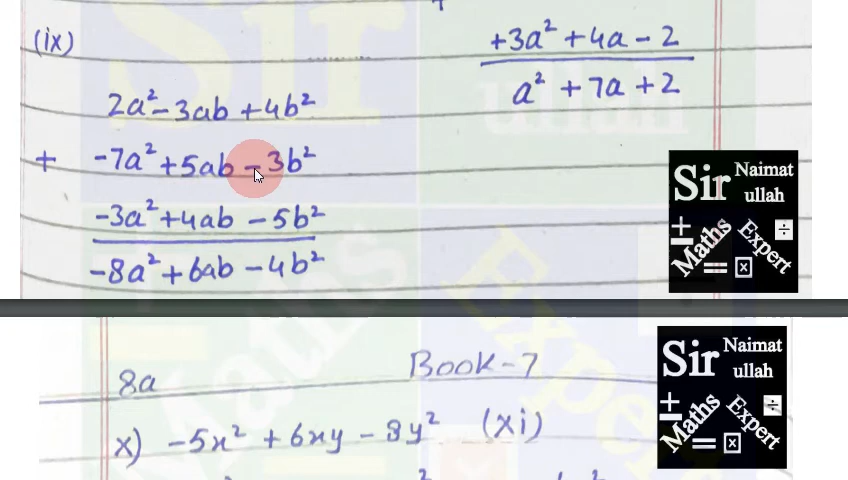 (ix)
+3a² + 4a - 2
a² + 7a + 2
2a² - 3ab + 4b²
+ -7a² + 5ab - 3b²
-3a² + 4ab - 5b²
-8a² + 6ab - 4b²
Sir Naimat ullah
Maths Expert
8a Book-7
x) -5x² + 6xy - 8y² (xi)
Sir Naimat ullah
Maths Expert